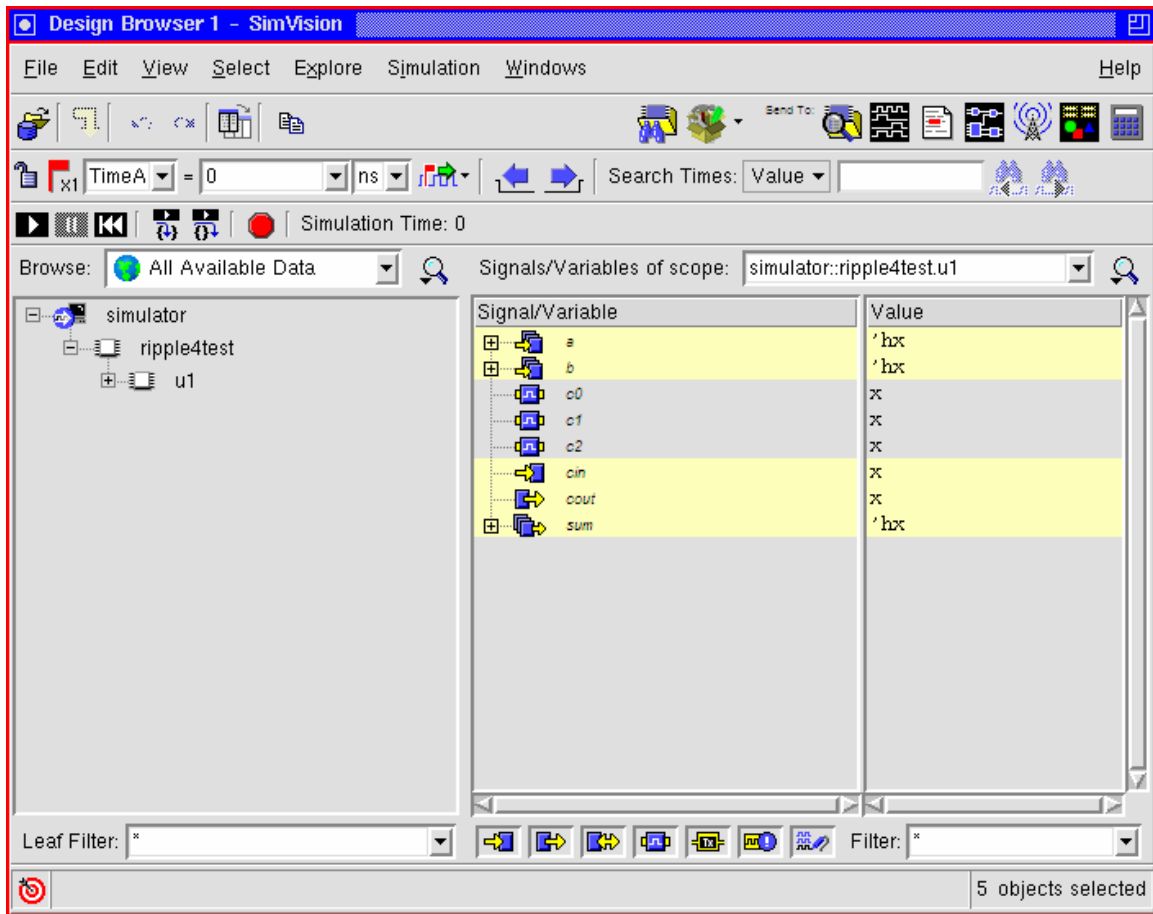 Design Browser 1 - SimVision
File Edit View Select Explore Simulation Windows Help
Send To:
x1 TimeA = 0 ns Search Times: Value
Simulation Time: 0
Browse: All Available Data Signals/Variables of scope: simulator::ripple4test.u1
simulator
ripple4test
u1
Signal/Variable Value
a 'hx
b 'hx
c0 x
c1 x
c2 x
cin x
cout x
sum 'hx
Leaf Filter: * TX Filter: *
5 objects selected